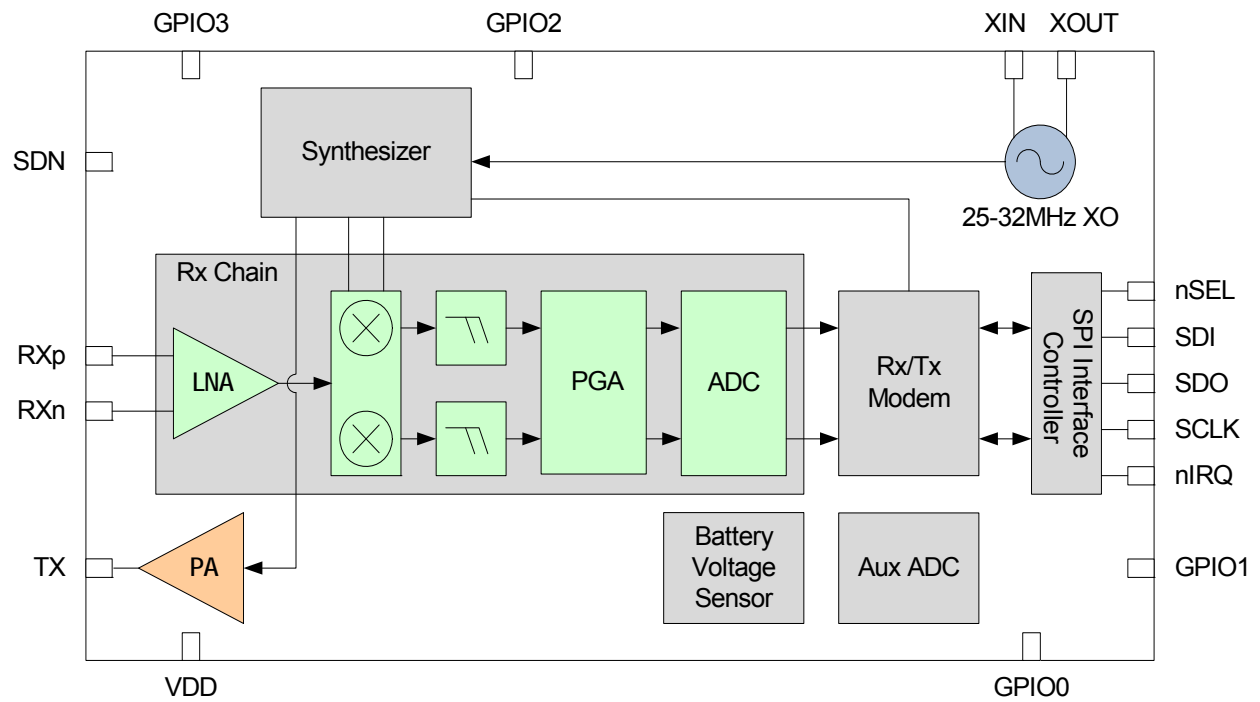 GPIO3
GPIO2
XIN
XOUT
Synthesizer
SDN
25-32MHz XO
Rx Chain
nSEL
SDI
SDO
SCLK
nIRQ
SPI Interface
Controller
RXp
RXn
LNA
PGA
ADC
Rx/Tx
Modem
TX
PA
Battery
Voltage
Sensor
Aux ADC
GPIO1
VDD
GPIO0